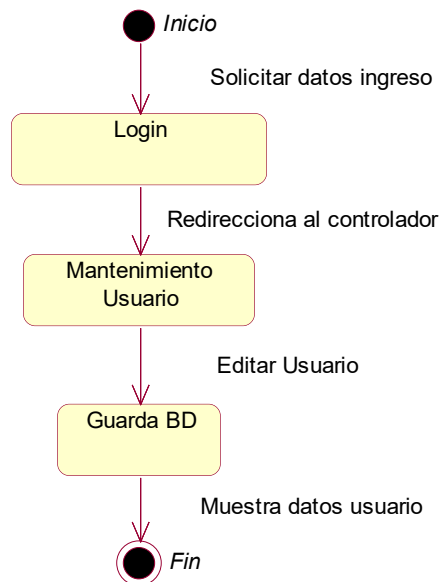 Inicio
Solicitar datos ingreso
Login
Redirecciona al controlador
Mantenimiento
Usuario
Editar Usuario
Guarda BD
Muestra datos usuario
Fin